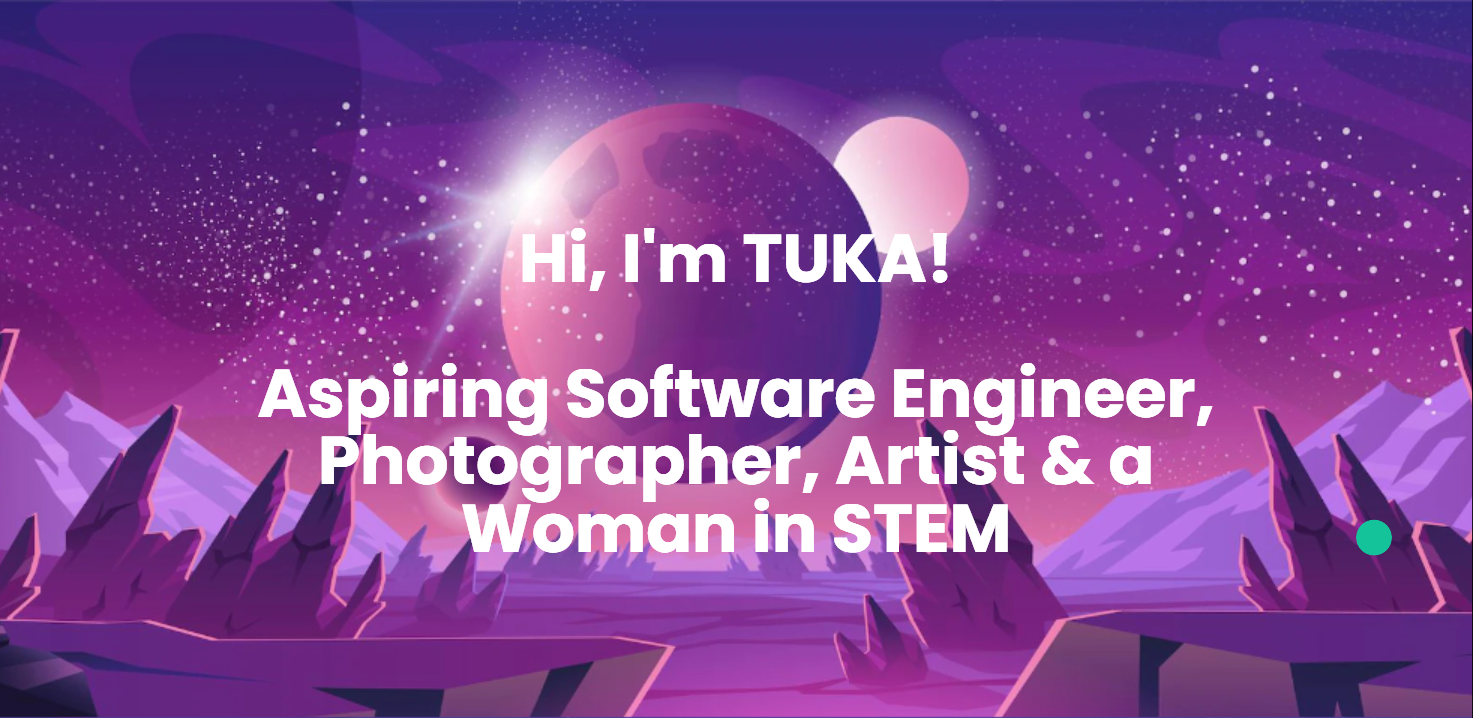 Hi, I'm TUKA!
Aspiring Software Engineer,
Photographer, Artist & a
Woman in STEM